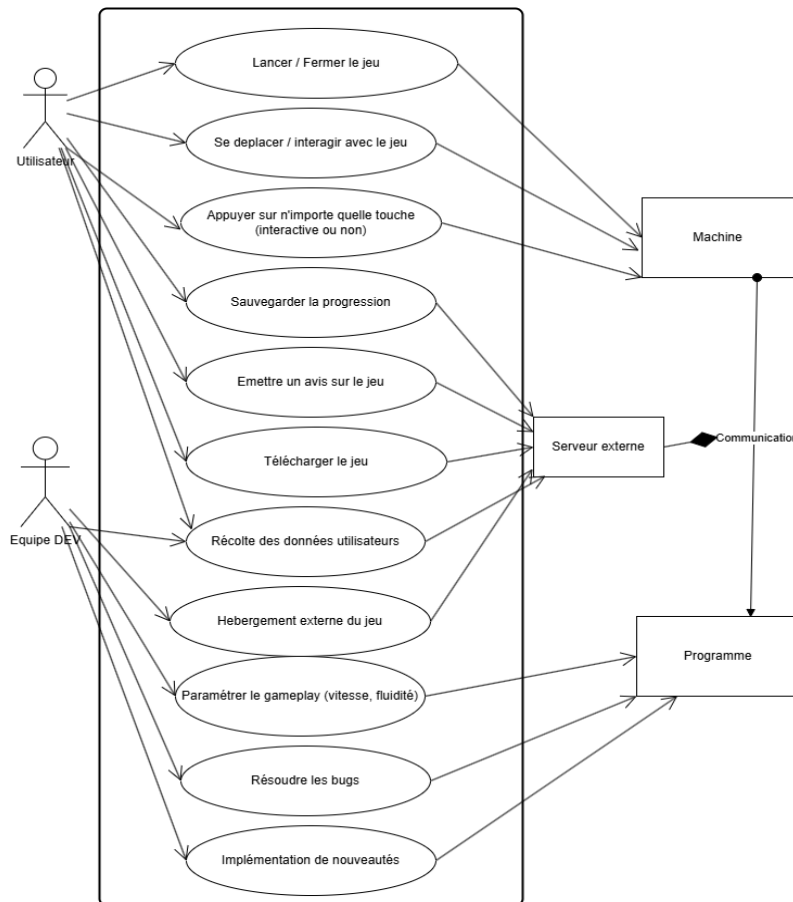 Lancer / Fermer le jeu
Utilisateur
Se deplacer / interagir avec le jeu
Appuyer sur n'importe quelle touche
(interactive ou non)
Machine
Sauvegarder la progression
Emettre un avis sur le jeu
Serveur externe
Communication
Télécharger le jeu
Equipe DEV
Récolte des données utilisateurs
Hebergement externe du jeu
Programme
Paramétrer le gameplay (vitesse, fluidité)
Résoudre les bugs
Implémentation de nouveautés